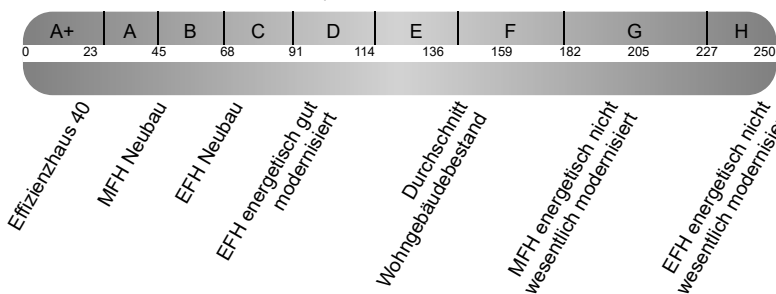 A+ A B C D E F G H
0 23 45 68 91 114 136 159 182 205 227 250
Effizienzhaus 40
MFH Neubau
EFH Neubau
EFH energetisch gut
modernisiert
Durchschnitt
Wohngebäudebestand
MFH energetisch nicht
wesentlich modernisiert
EFH energetisch nicht
wesentlich modernisie